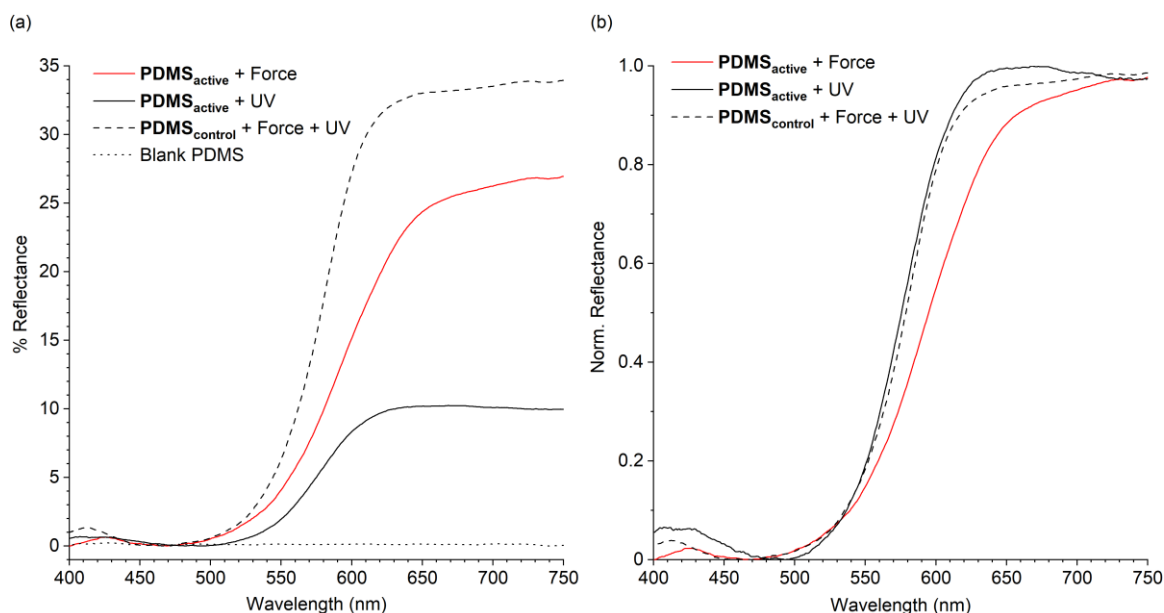 (a)
PDMSactive + Force
PDMSactive + UV
PDMScontrol + Force + UV
Blank PDMS
% Reflectance
35
30
25
20
15
10
5
0
400 450 500 550 600 650 700 750
Wavelength (nm)
(b)
PDMSactive + Force
PDMSactive + UV
PDMScontrol + Force + UV
Norm. Reflectance
1.0
0.8
0.6
0.4
0.2
0
400 450 500 550 600 650 700 750
Wavelength (nm)